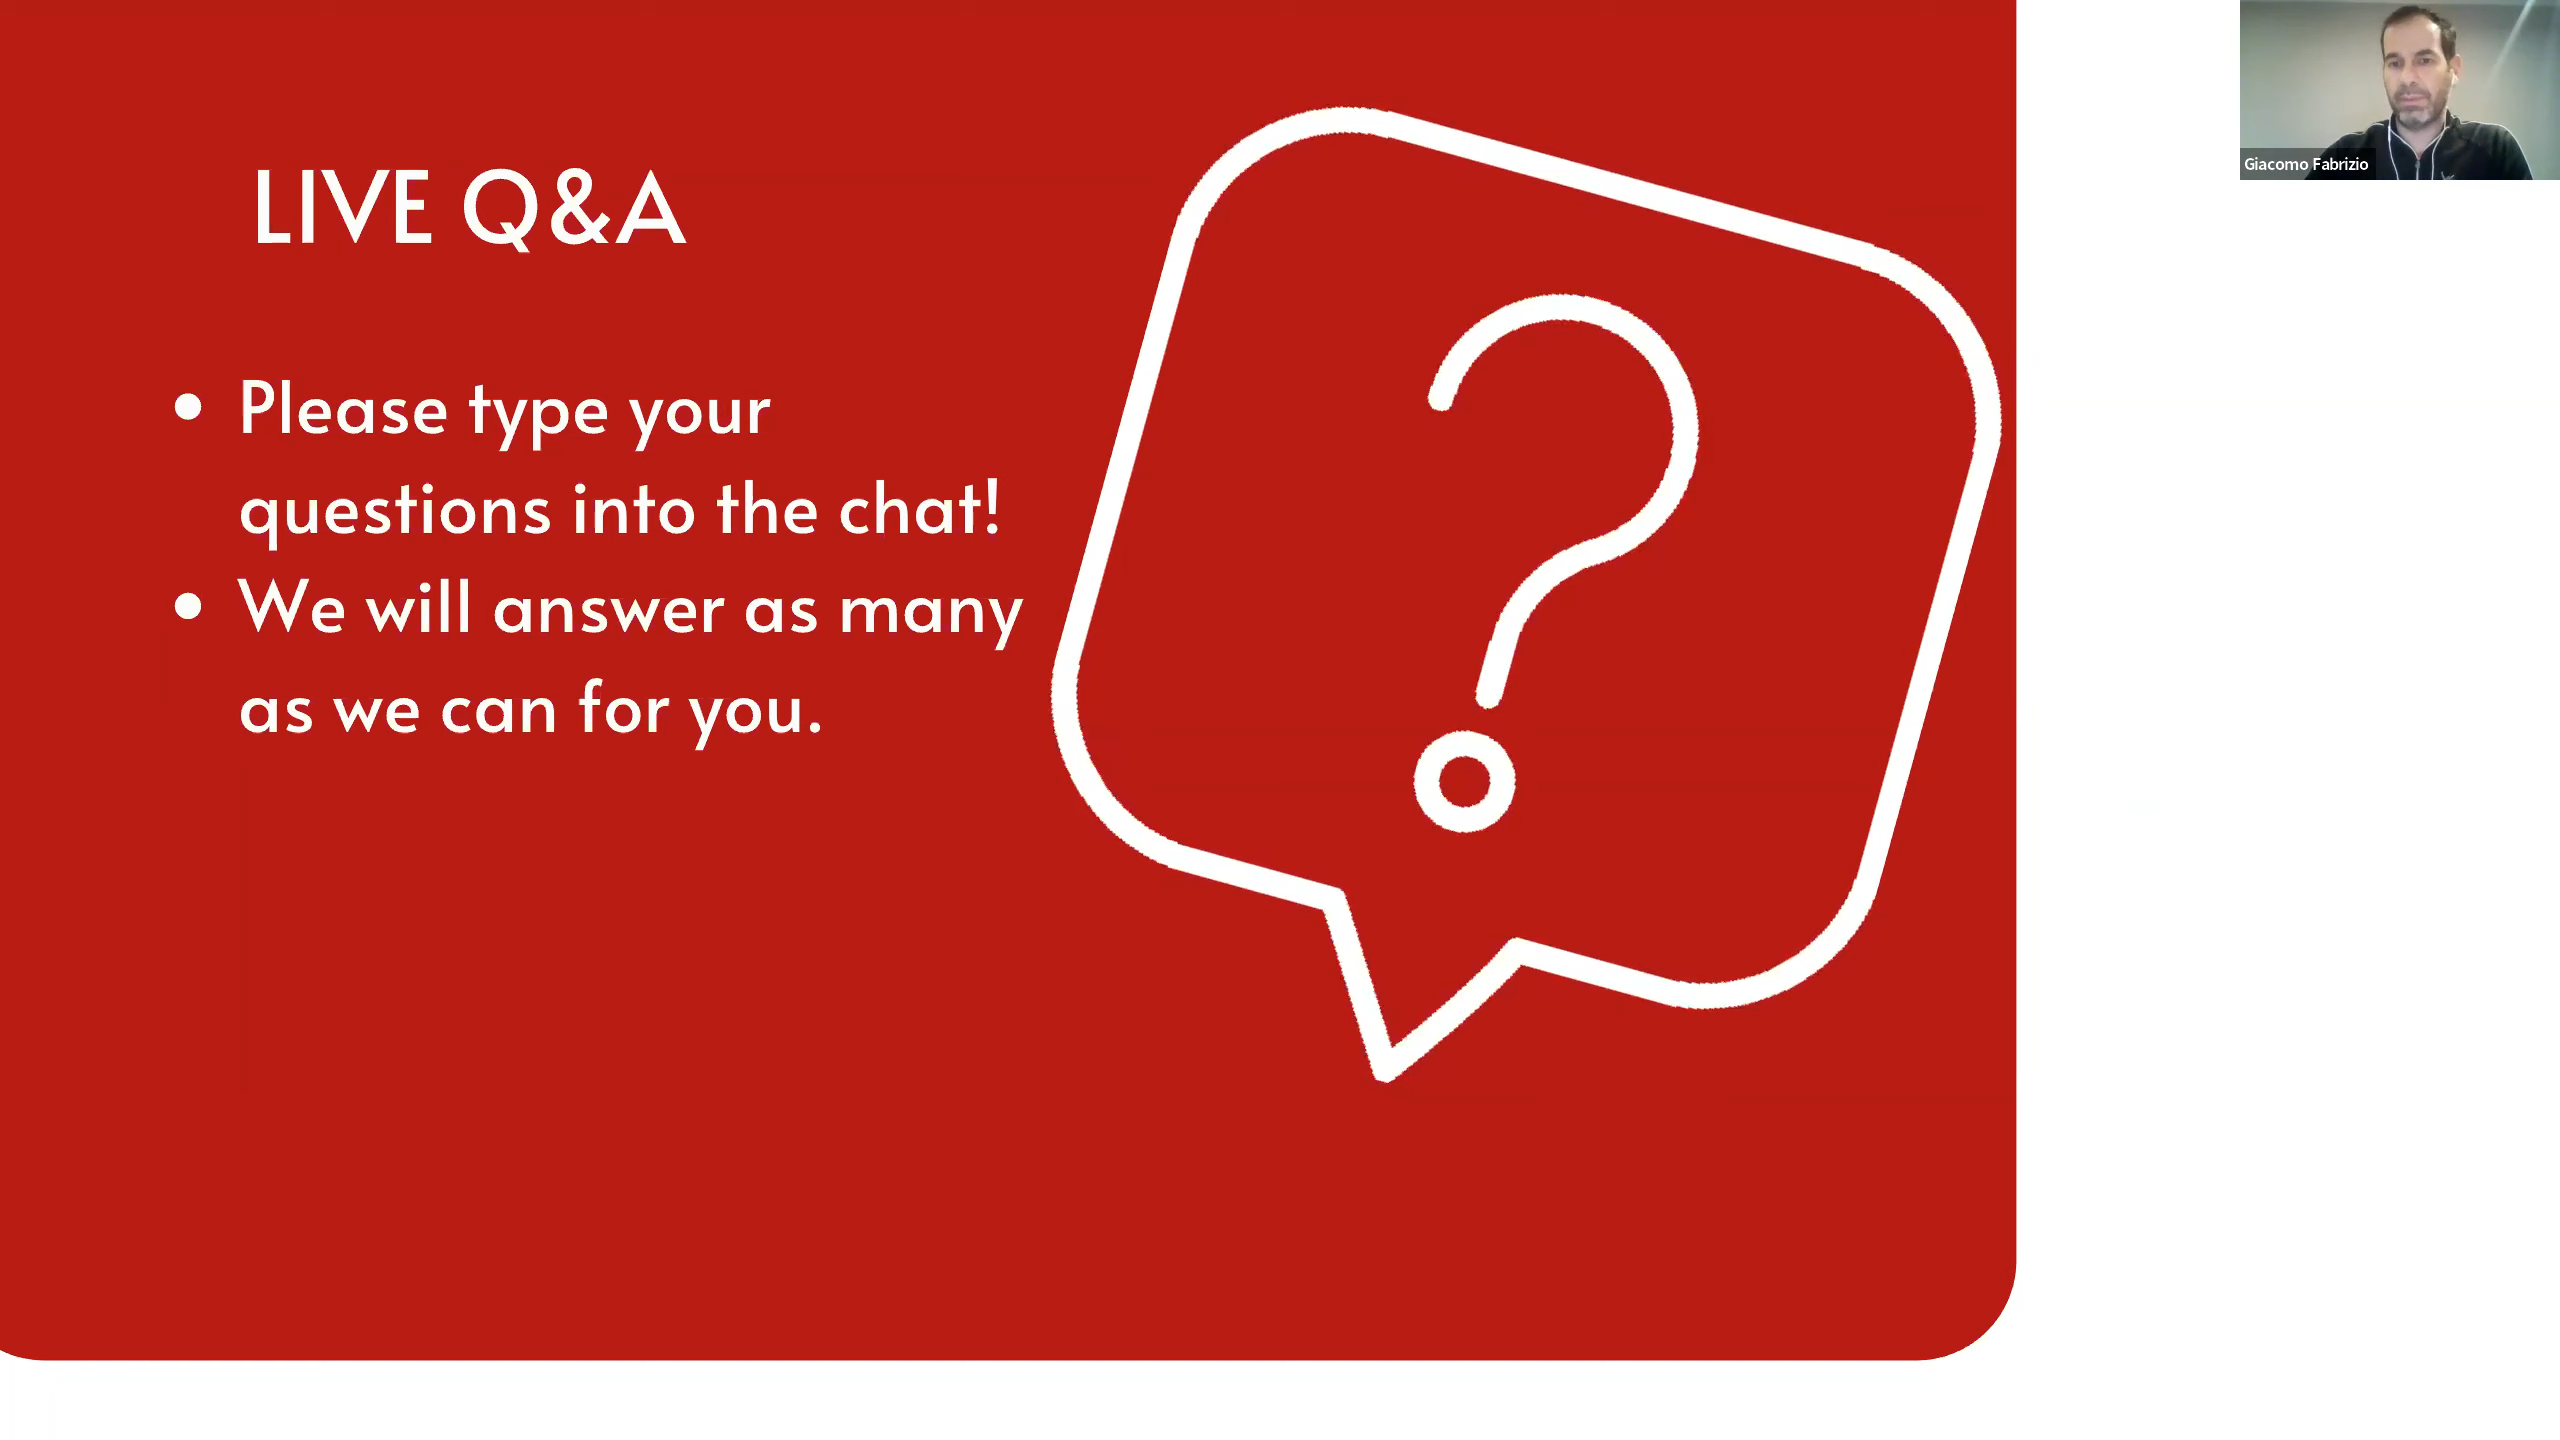 LIVE Q&A
Please type your
questions into the chat!
We will answer as many
as we can for you.
Giacomo Fabrizio